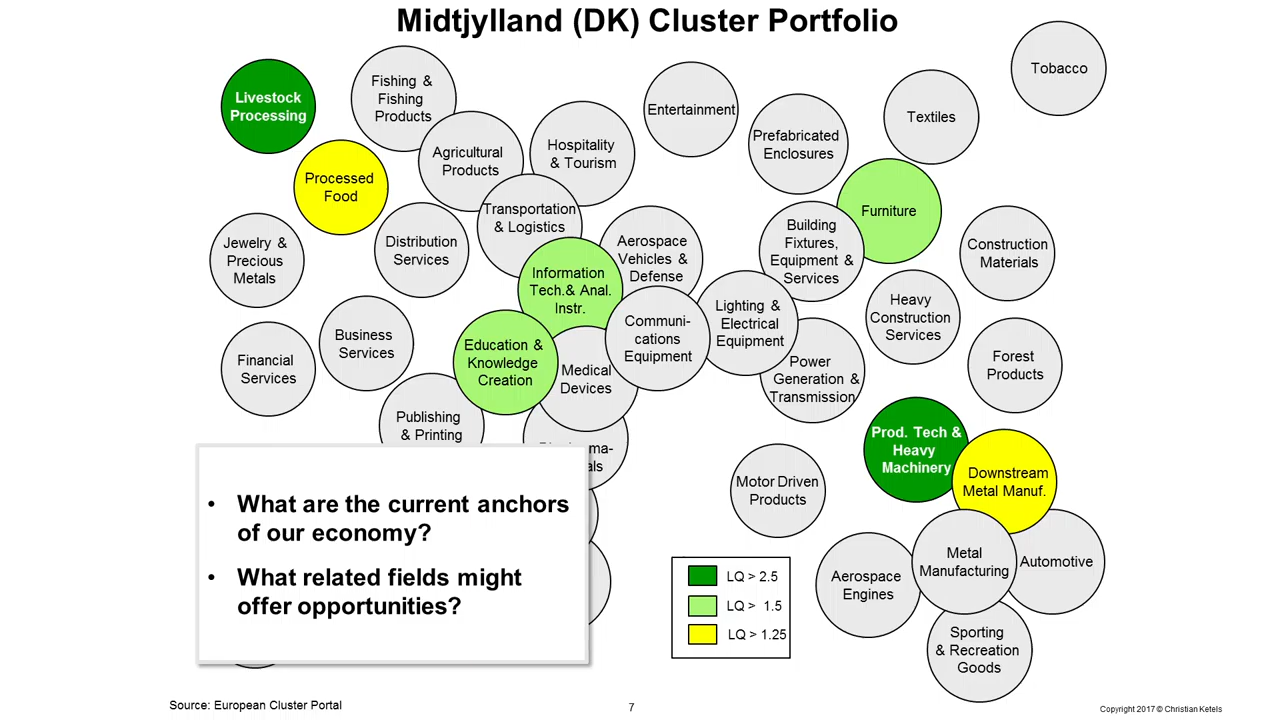 Midtjylland (DK) Cluster Portfolio
Tobacco
Fishing &
Fishing
Products
Livestock
Processing
Entertainment
Textiles
Prefabricated
Enclosures
Hospitality
& Tourism
Agricultural
Products
Processed
Food
Transportation
& Logistics
Furniture
Building
Fixtures,
Equipment &
Services
Jewelry &
Precious
Metals
Distribution
Services
Aerospace
Vehicles &
Defense
Construction
Materials
Information
Tech.& Anal.
Instr.
Lighting &
Electrical
Equipment
Heavy
Construction
Services
Communi-
cations
Equipment
Business
Services
Education &
Knowledge
Creation
Financial
Services
Medical
Devices
Power
Generation &
Transmission
Forest
Products
Publishing
& Printing
Prod. Tech &
Heavy
Machinery
Downstream
Metal Manuf.
Motor Driven
Products
• What are the current anchors
of our economy?
• What related fields might
offer opportunities?
Metal
Manufacturing
Automotive
Aerospace
Engines
Sporting
& Recreation
Goods
LQ > 2.5
LQ > 1.5
LQ > 1.25
Source: European Cluster Portal
7
Copyright 2017 © Christian Ketels